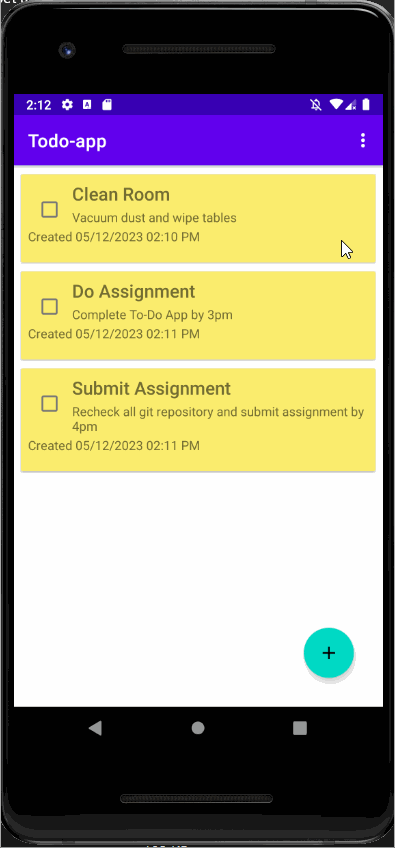 2:12
Todo-app
Clean Room
Vacuum dust and wipe tables
Created 05/12/2023 02:10 PM
Do Assignment
Complete To-Do App by 3pm
Created 05/12/2023 02:11 PM
Submit Assignment
Recheck all git repository and submit assignment by
4pm
Created 05/12/2023 02:11 PM
+